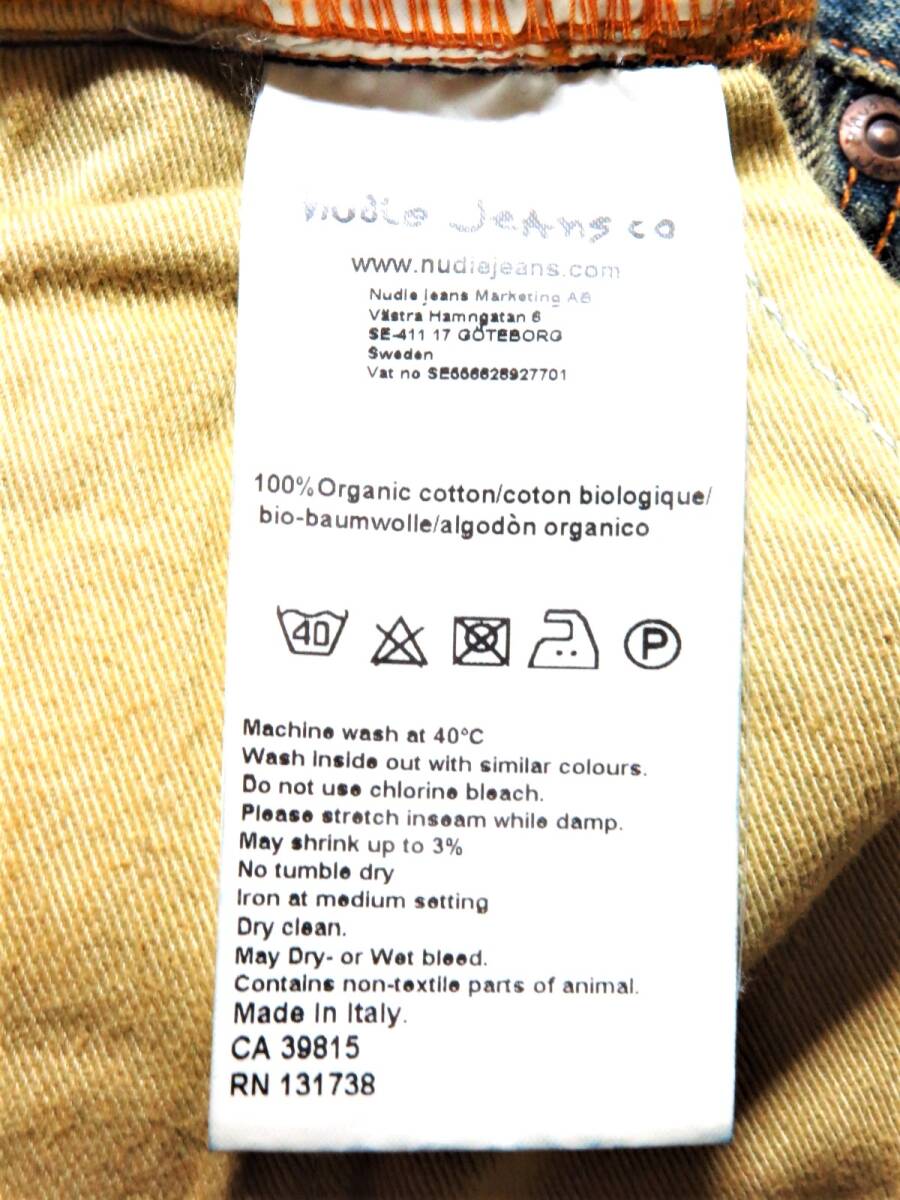 nudie Jeans co
www.nudiejeans.com
Nudie Jeans Marketing AB
Västra Hamngatan 6
SE-411 17 GÖTEBORG
Sweden
Vat no SE556628927701
100%Organic cotton/coton biologique/
bio-baumwolle/algodòn organico
40 P
Machine wash at 40°C
Wash inside out with similar colours.
Do not use chlorine bleach.
Please stretch inseam while damp.
May shrink up to 3%
No tumble dry
Iron at medium setting
Dry clean.
May Dry- or Wet bleed.
Contains non-textile parts of animal.
Made in Italy.
CA 39815
RN 131738